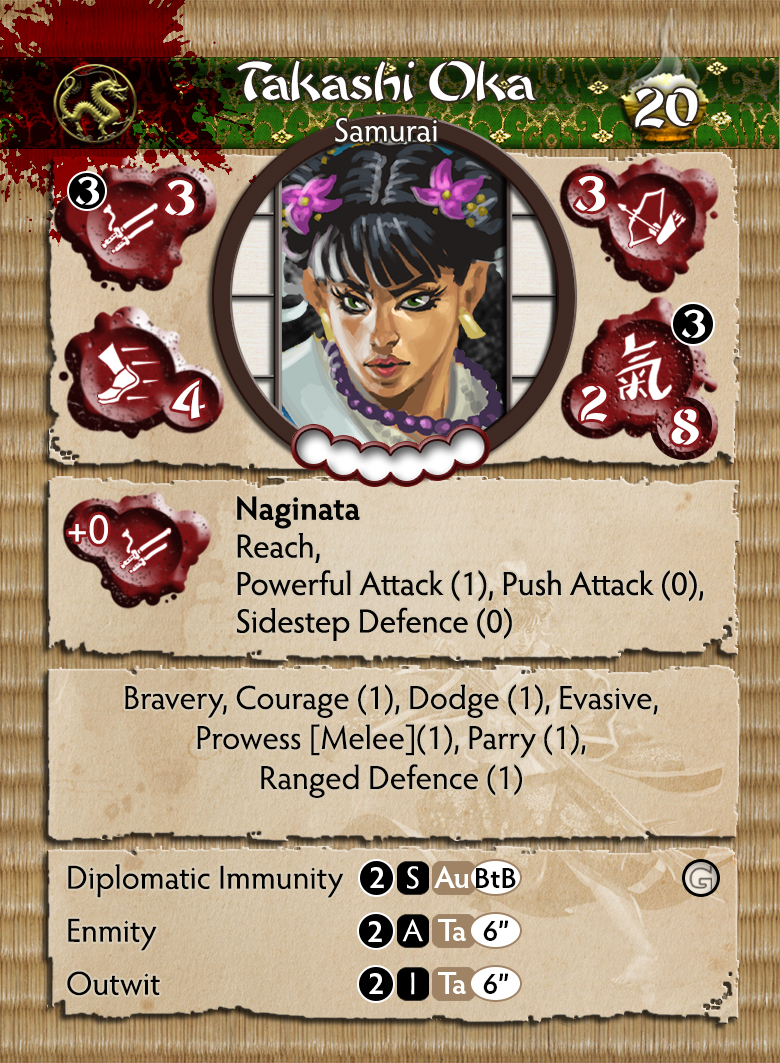 Takashi Oka
20
Samurai
3 3
3
4
氣
3
2
8
+0
Naginata
Reach,
Powerful Attack (1), Push Attack (0),
Sidestep Defence (0)
Bravery, Courage (1), Dodge (1), Evasive,
Prowess [Melee](1), Parry (1),
Ranged Defence (1)
Diplomatic Immunity 2 S Au BtB G
Enmity 2 A Ta 6"
Outwit 2 I Ta 6"